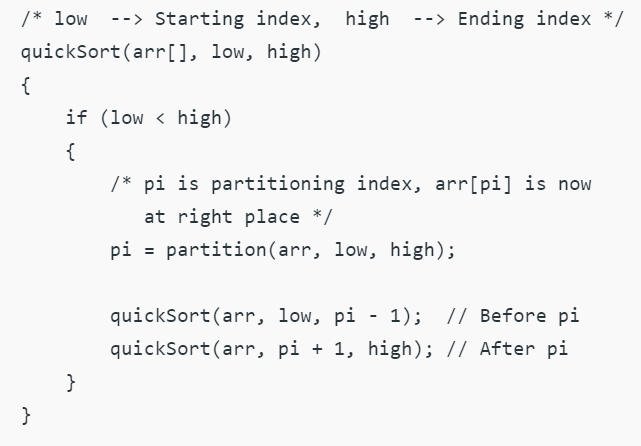 /* low  --> Starting index,  high  --> Ending index */
quickSort(arr[], low, high)
{
    if (low < high)
    {
        /* pi is partitioning index, arr[pi] is now
           at right place */
        pi = partition(arr, low, high);

        quickSort(arr, low, pi - 1);  // Before pi
        quickSort(arr, pi + 1, high); // After pi
    }
}